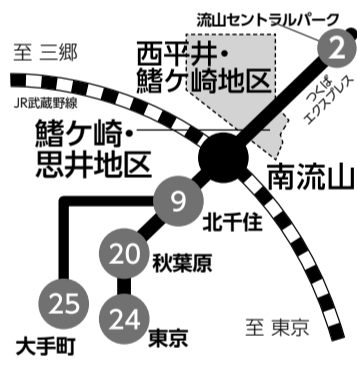 流山セントラルパーク
2
至 三郷
西平井・
鰭ケ崎地区
つくば
エクスプレス
JR武蔵野線
鰭ケ崎・
思井地区
南流山
9
北千住
20
秋葉原
25
24
大手町
東京
至 東京